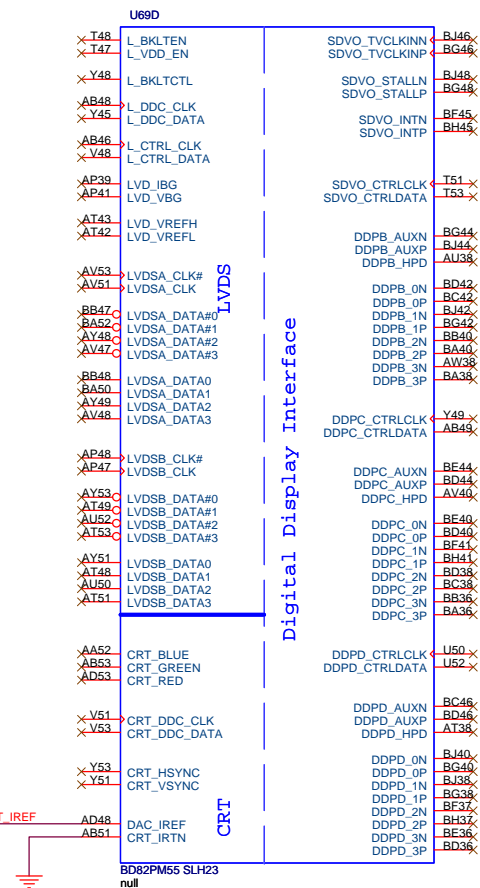 U69D
T48 L_BKLTEN
T47 L_VDD_EN
Y48 L_BKLTCTL
AB48 L_DDC_CLK
Y45 L_DDC_DATA
AB46 L_CTRL_CLK
V48 L_CTRL_DATA
AP39 LVD_IBG
AP41 LVD_VBG
AT43 LVD_VREFH
AT42 LVD_VREFL
AV53 LVDSA_CLK#
AV51 LVDSA_CLK
BB47 LVDSA_DATA#0
BA52 LVDSA_DATA#1
AY48 LVDSA_DATA#2
AV47 LVDSA_DATA#3
BB48 LVDSA_DATA0
BA50 LVDSA_DATA1
AY49 LVDSA_DATA2
AV48 LVDSA_DATA3
AP48 LVDSB_CLK#
AP47 LVDSB_CLK
AY53 LVDSB_DATA#0
AT49 LVDSB_DATA#1
AU52 LVDSB_DATA#2
AT53 LVDSB_DATA#3
AY51 LVDSB_DATA0
AT48 LVDSB_DATA1
AU50 LVDSB_DATA2
AT51 LVDSB_DATA3
AA52 CRT_BLUE
AB53 CRT_GREEN
AD53 CRT_RED
V51 CRT_DDC_CLK
V53 CRT_DDC_DATA
Y53 CRT_HSYNC
Y51 CRT_VSYNC
T_IREF AD48 DAC_IREF
AB51 CRT_IRTN
LVDS
CRT
Digital Display Interface
SDVO_TVCLKINN BJ46
SDVO_TVCLKINP BG46
SDVO_STALLN BJ48
SDVO_STALLP BG48
SDVO_INTN BF45
SDVO_INTP BH45
SDVO_CTRLCLK T51
SDVO_CTRLDATA T53
DDPB_AUXN BG44
DDPB_AUXP BJ44
DDPB_HPD AU38
DDPB_0N BD42
DDPB_0P BC42
DDPB_1N BJ42
DDPB_1P BG42
DDPB_2N BB40
DDPB_2P BA40
DDPB_3N AW38
DDPB_3P BA38
DDPC_CTRLCLK Y49
DDPC_CTRLDATA AB49
DDPC_AUXN BE44
DDPC_AUXP BD44
DDPC_HPD AV40
DDPC_0N BE40
DDPC_0P BD40
DDPC_1N BF41
DDPC_1P BH41
DDPC_2N BD38
DDPC_2P BC38
DDPC_3N BB36
DDPC_3P BA36
DDPD_CTRLCLK U50
DDPD_CTRLDATA U52
DDPD_AUXN BC46
DDPD_AUXP BD46
DDPD_HPD AT38
DDPD_0N BJ40
DDPD_0P BG40
DDPD_1N BJ38
DDPD_1P BG38
DDPD_2N BF37
DDPD_2P BH37
DDPD_3N BE36
DDPD_3P BD36
BD82PM55 SLH23
null